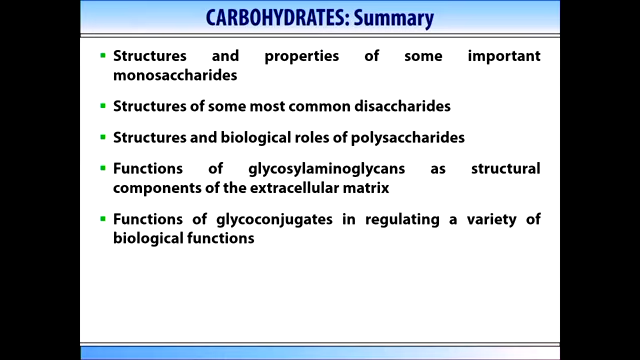 CARBOHYDRATES: Summary
▪ Structures and properties of some important
monosaccharides
▪ Structures of some most common disaccharides
▪ Structures and biological roles of polysaccharides
▪ Functions of glycosylaminoglycans as structural
components of the extracellular matrix
▪ Functions of glycoconjugates in regulating a variety of
biological functions